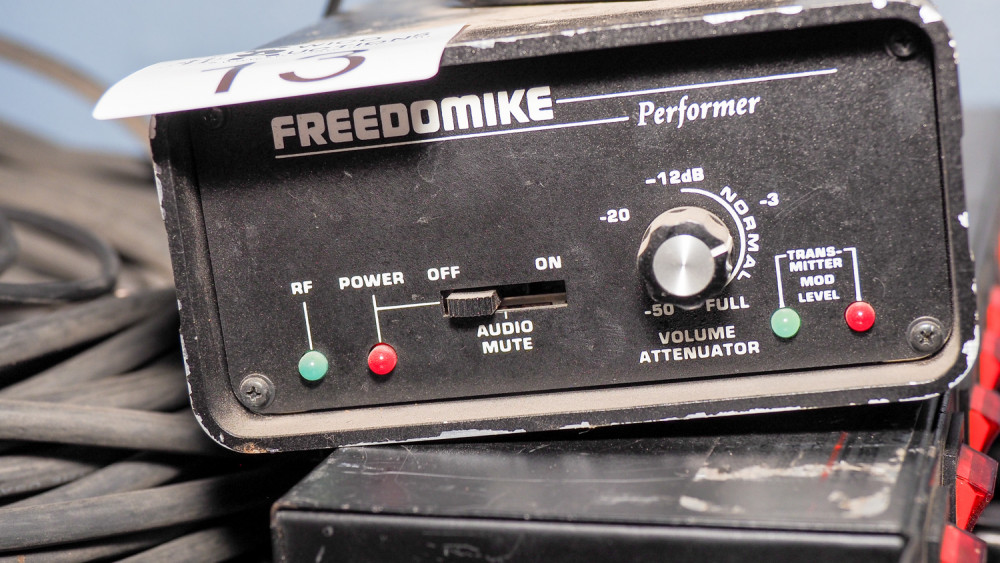 73
FREEDOMIKE
Performer
-12dB
-20
-3
NORMAL
RF
POWER
OFF
ON
AUDIO
MUTE
-50
FULL
VOLUME
ATTENUATOR
TRANS-
MITTER
MOD
LEVEL